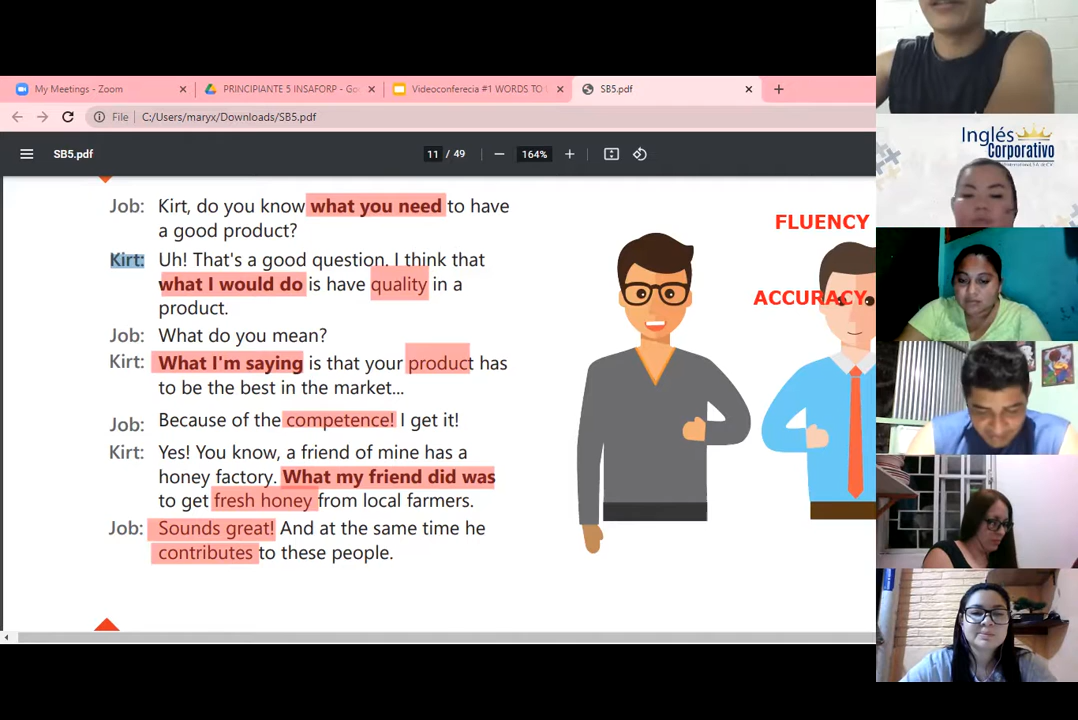 My Meetings - Zoom
PRINCIPIANTE 5 INSAFORP - Go
Videoconferecia #1 WORDS TO
SB5.pdf
File
C:/Users/maryx/Downloads/SB5.pdf
SB5.pdf
11 / 49
164%
Job: Kirt, do you know what you need to have
a good product?
Kirt: Uh! That's a good question. I think that
what I would do is have quality in a
product.
Job: What do you mean?
Kirt: What I'm saying is that your product has
to be the best in the market...
Job: Because of the competence! I get it!
Kirt: Yes! You know, a friend of mine has a
honey factory. What my friend did was
to get fresh honey from local farmers.
Job: Sounds great! And at the same time he
contributes to these people.
FLUENCY
ACCURACY
Inglés
Corporativo